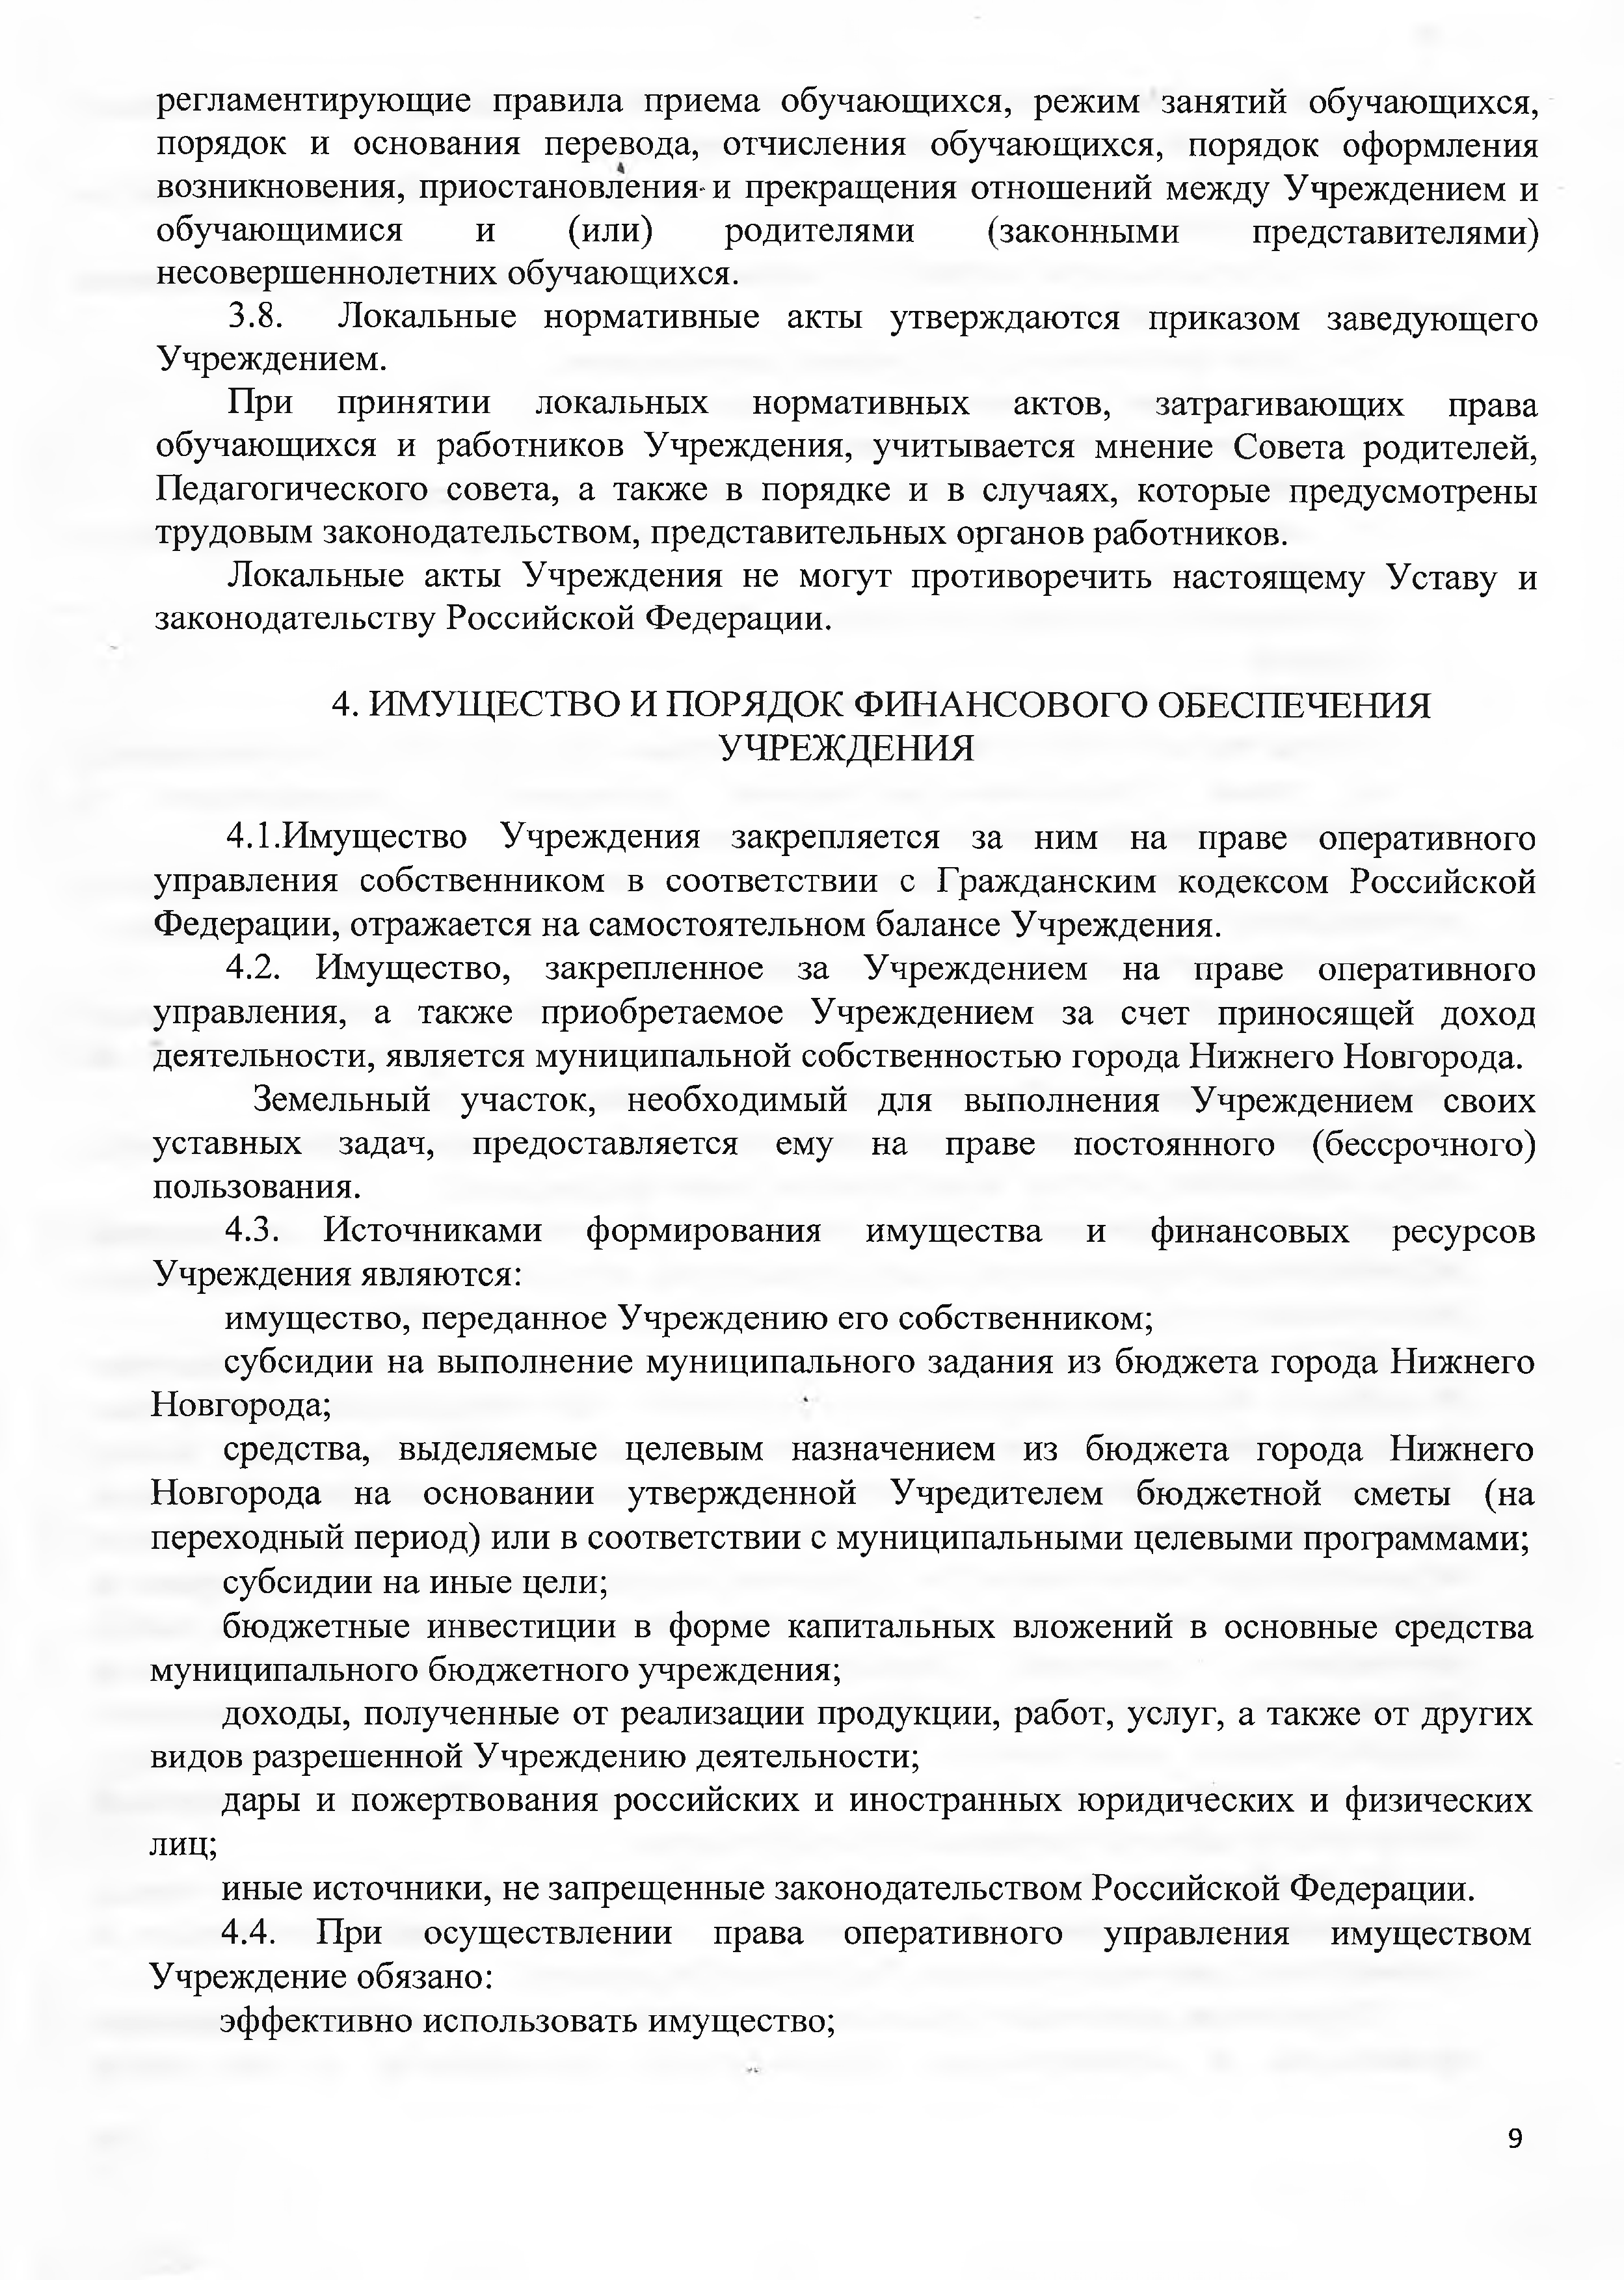 регламентирующие правила приема обучающихся, режим занятий обучающихся,
порядок и основания перевода, отчисления обучающихся, порядок оформления
возникновения, приостановления и прекращения отношений между Учреждением и
обучающимися и (или) родителями (законными представителями)
несовершеннолетних обучающихся.
3.8. Локальные нормативные акты утверждаются приказом заведующего
Учреждением.
При принятии локальных нормативных актов, затрагивающих права
обучающихся и работников Учреждения, учитывается мнение Совета родителей,
Педагогического совета, а также в порядке и в случаях, которые предусмотрены
трудовым законодательством, представительных органов работников.
Локальные акты Учреждения не могут противоречить настоящему Уставу и
законодательству Российской Федерации.
4. ИМУЩЕСТВО И ПОРЯДОК ФИНАНСОВОГО ОБЕСПЕЧЕНИЯ
УЧРЕЖДЕНИЯ
4.1.Имущество Учреждения закрепляется за ним на праве оперативного
управления собственником в соответствии с Гражданским кодексом Российской
Федерации, отражается на самостоятельном балансе Учреждения.
4.2. Имущество, закрепленное за Учреждением на праве оперативного
управления, а также приобретаемое Учреждением за счет приносящей доход
деятельности, является муниципальной собственностью города Нижнего Новгорода.
Земельный участок, необходимый для выполнения Учреждением своих
уставных задач, предоставляется ему на праве постоянного (бессрочного)
пользования.
4.3. Источниками формирования имущества и финансовых ресурсов
Учреждения являются:
имущество, переданное Учреждению его собственником;
субсидии на выполнение муниципального задания из бюджета города Нижнего
Новгорода;
средства, выделяемые целевым назначением из бюджета города Нижнего
Новгорода на основании утвержденной Учредителем бюджетной сметы (на
переходный период) или в соответствии с муниципальными целевыми программами;
субсидии на иные цели;
бюджетные инвестиции в форме капитальных вложений в основные средства
муниципального бюджетного учреждения;
доходы, полученные от реализации продукции, работ, услуг, а также от других
видов разрешенной Учреждению деятельности;
дары и пожертвования российских и иностранных юридических и физических
лиц;
иные источники, не запрещенные законодательством Российской Федерации.
4.4. При осуществлении права оперативного управления имуществом
Учреждение обязано:
эффективно использовать имущество;
9